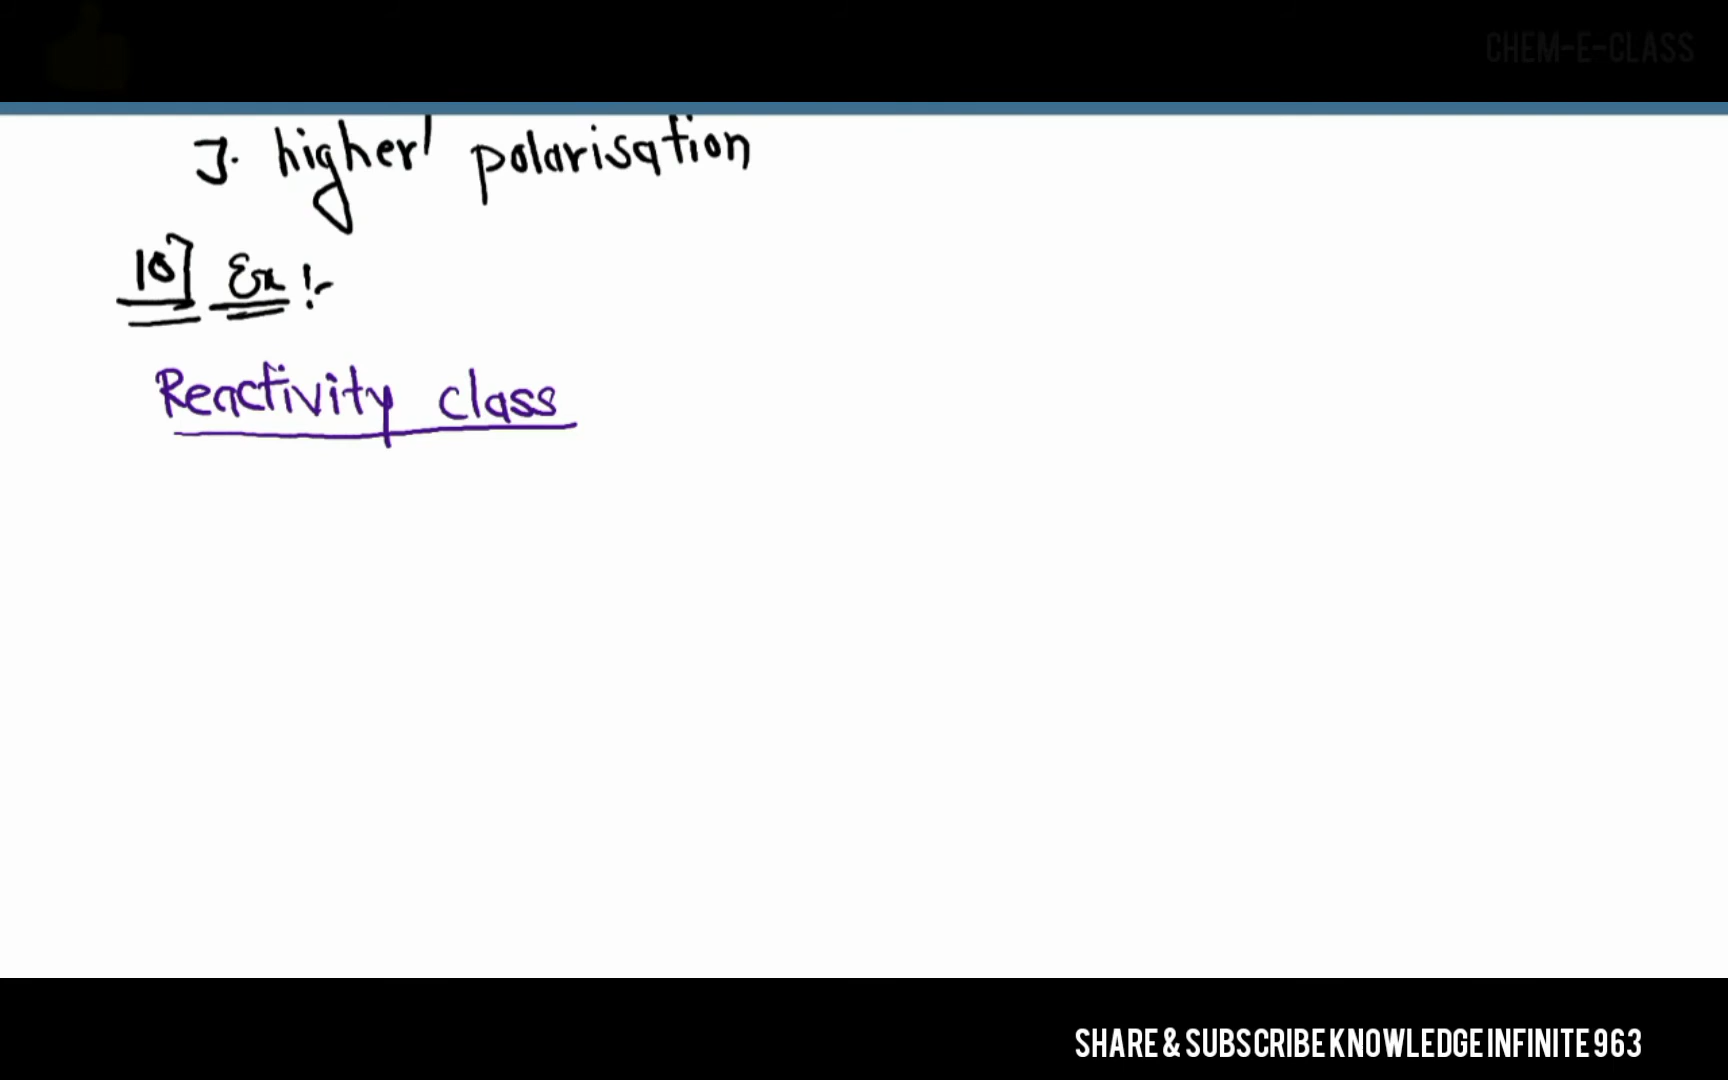 CHEM-E-CLASS
J. higher polarisation
10] Ex :-
Reactivity class
SHARE & SUBSCRIBE KNOWLEDGE INFINITE 963